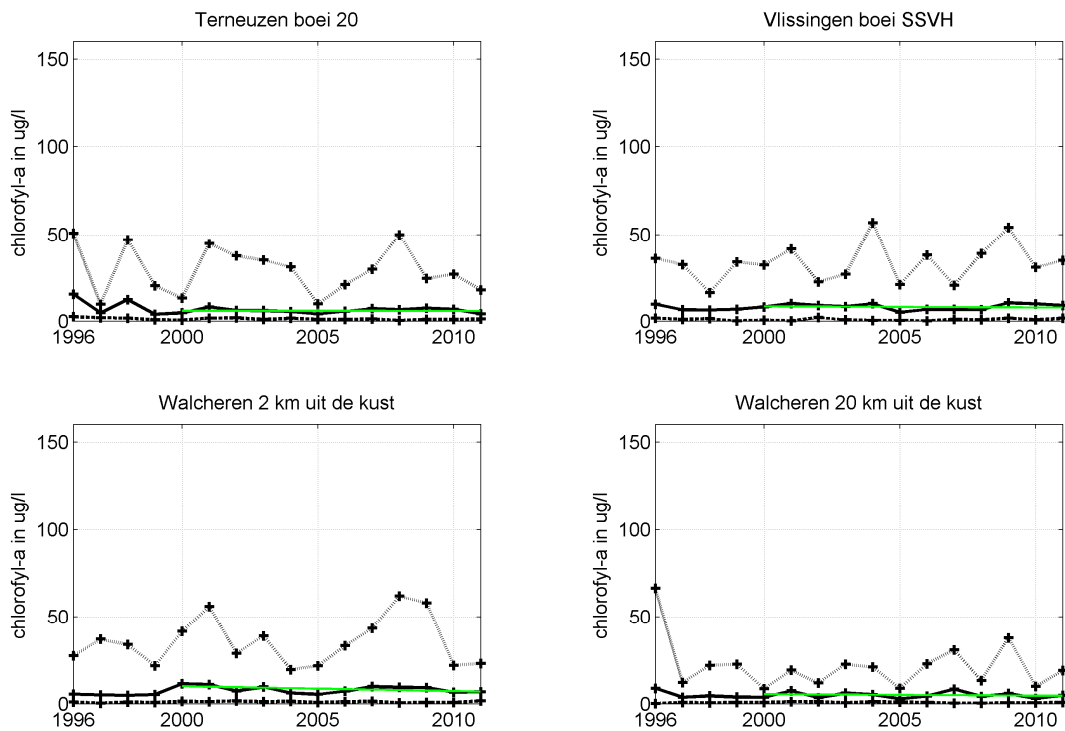 Terneuzen boei 20
chlorofyl-a in ug/l
150
100
50
0
1996 2000 2005 2010
Vlissingen boei SSVH
chlorofyl-a in ug/l
150
100
50
0
1996 2000 2005 2010
Walcheren 2 km uit de kust
chlorofyl-a in ug/l
150
100
50
0
1996 2000 2005 2010
Walcheren 20 km uit de kust
chlorofyl-a in ug/l
150
100
50
0
1996 2000 2005 2010